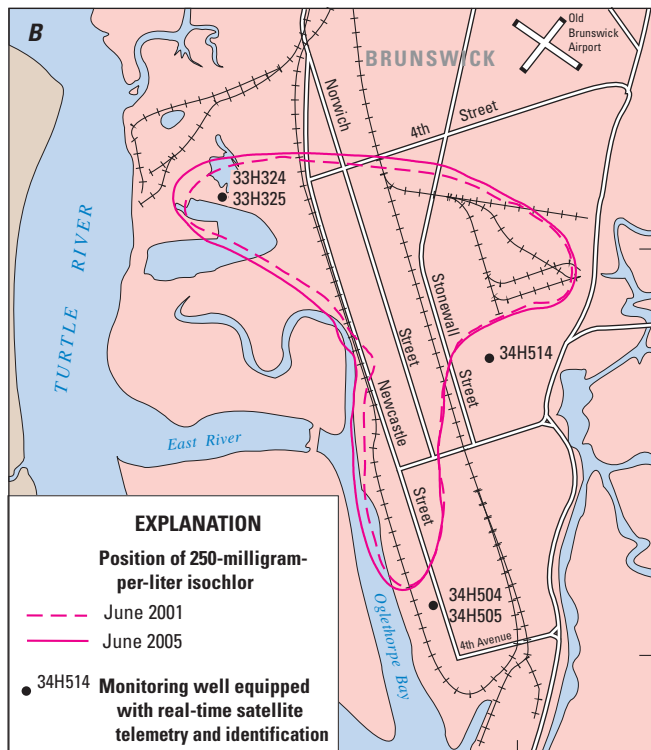 B
Old
Brunswick
Airport
BRUNSWICK
Norwich
4th Street
33H324
33H325
TURTLE RIVER
Stonewall
Street
Street
34H514
Newcastle
East River
Street
34H504
34H505
4th Avenue
Oglethorpe Bay
EXPLANATION
Position of 250-milligram-
per-liter isochlor
June 2001
June 2005
34H514 Monitoring well equipped
with real-time satellite
telemetry and identification